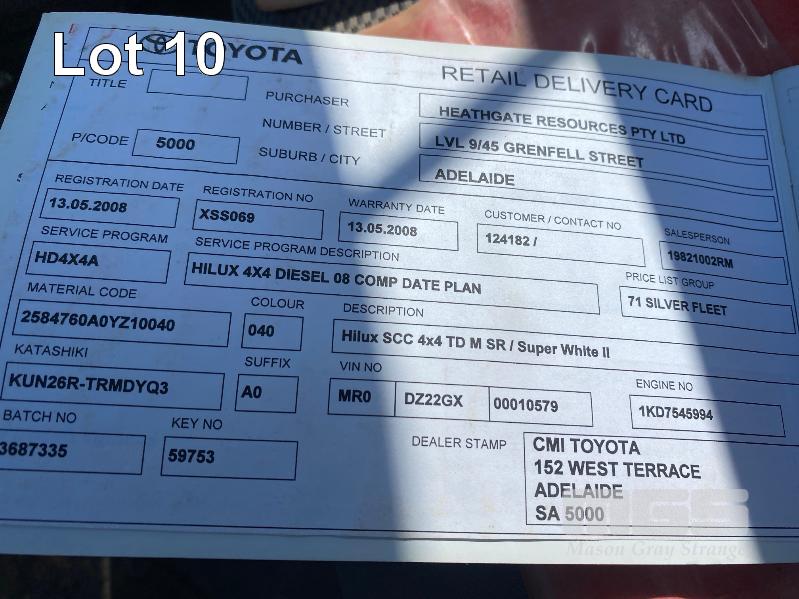 Lot 10
TOYOTA
RETAIL DELIVERY CARD
TITLE
PURCHASER
HEATHGATE RESOURCES PTY LTD
NUMBER / STREET
LVL 9/45 GRENFELL STREET
P/CODE 5000
SUBURB / CITY
ADELAIDE
REGISTRATION DATE REGISTRATION NO WARRANTY DATE CUSTOMER / CONTACT NO SALESPERSON
13.05.2008 XSS069 13.05.2008 124182 / 19821002RM
SERVICE PROGRAM SERVICE PROGRAM DESCRIPTION PRICE LIST GROUP
HD4X4A HILUX 4X4 DIESEL 08 COMP DATE PLAN 71 SILVER FLEET
MATERIAL CODE COLOUR DESCRIPTION
2584760A0YZ10040 040 Hilux SCC 4x4 TD M SR / Super White II
KATASHIKI SUFFIX VIN NO ENGINE NO
KUN26R-TRMDYQ3 A0 MR0 DZ22GX 00010579 1KD7545994
BATCH NO KEY NO DEALER STAMP
3687335 59753
CMI TOYOTA
152 WEST TERRACE
ADELAIDE
SA 5000
MGS
Mason Gray Strange